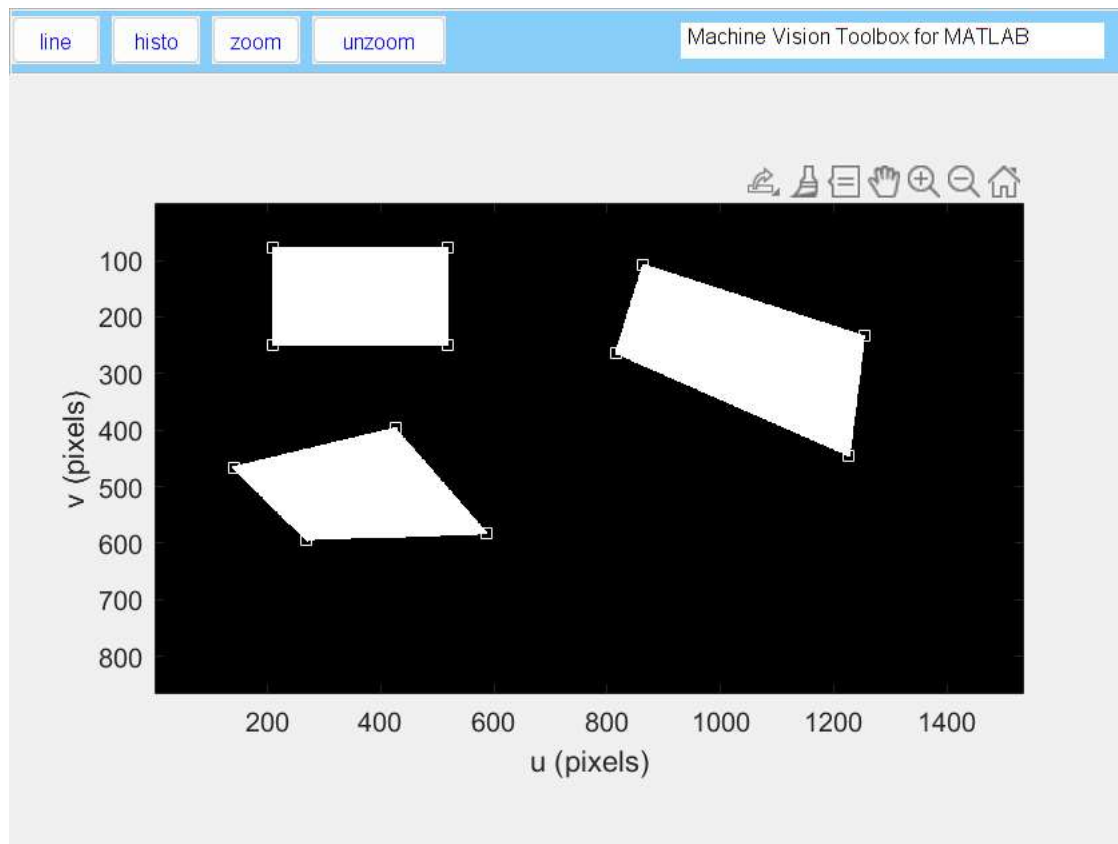 line histo zoom unzoom Machine Vision Toolbox for MATLAB
100
200
300
400
500
600
700
800
v (pixels)
200 400 600 800 1000 1200 1400
u (pixels)